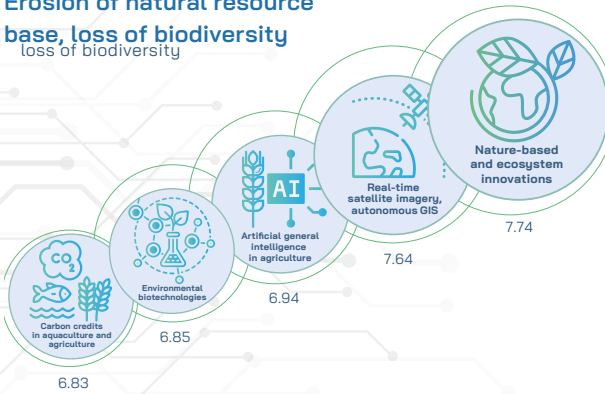 Erosion of natural resource
base, loss of biodiversity
loss of biodiversity
Nature-based
and ecosystem
innovations
7.74
Real-time
satellite imagery,
autonomous GIS
7.64
AI
Artificial general
intelligence
in agriculture
6.94
Environmental
biotechnologies
6.85
CO2
Carbon credits
in aquaculture and
agriculture
6.83